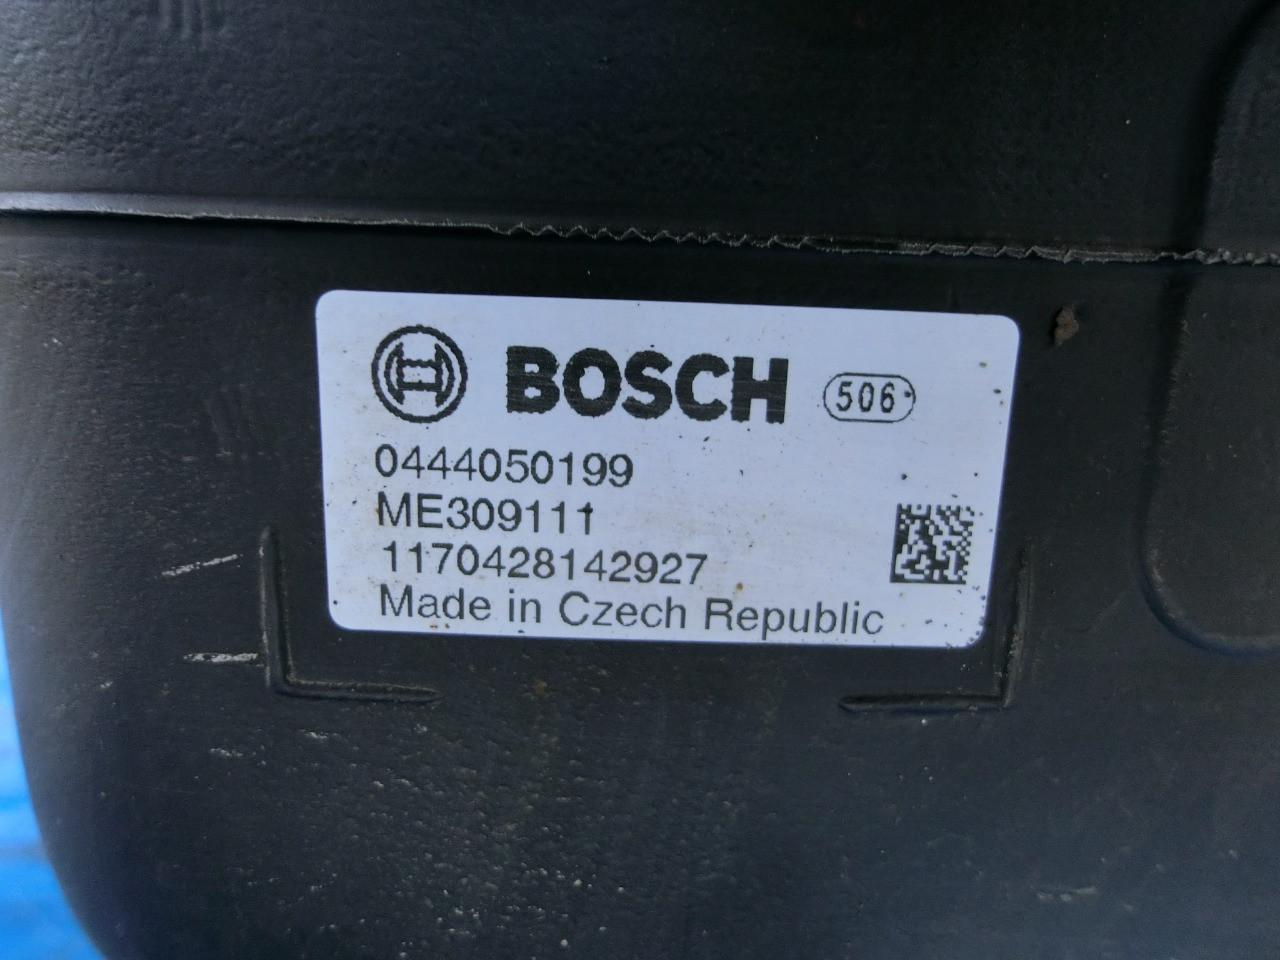 BOSCH 506
0444050199
ME309111
1170428142927
Made in Czech Republic